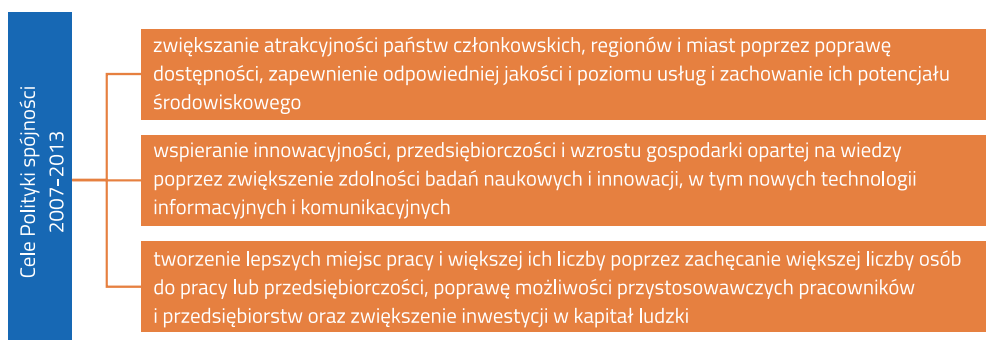 Cele Polityki spójności
2007-2013
zwiększanie atrakcyjności państw członkowskich, regionów i miast poprzez poprawę
dostępności, zapewnienie odpowiedniej jakości i poziomu usług i zachowanie ich potencjału
środowiskowego
wspieranie innowacyjności, przedsiębiorczości i wzrostu gospodarki opartej na wiedzy
poprzez zwiększenie zdolności badań naukowych i innowacji, w tym nowych technologii
informacyjnych i komunikacyjnych
tworzenie lepszych miejsc pracy i większej ich liczby poprzez zachęcanie większej liczby osób
do pracy lub przedsiębiorczości, poprawę możliwości przystosowawczych pracowników
i przedsiębiorstw oraz zwiększenie inwestycji w kapitał ludzki